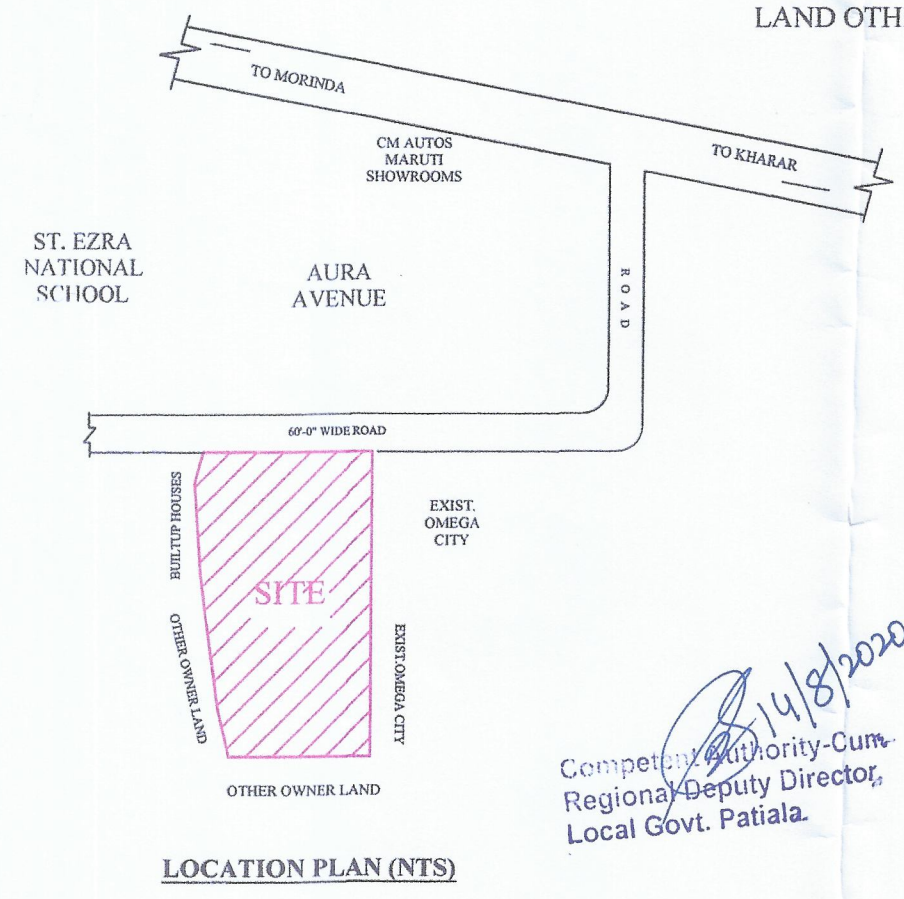 LAND OTH
TO MORINDA
CM AUTOS
MARUTI
SHOWROOMS
TO KHARAR
ST. EZRA
NATIONAL
SCHOOL
AURA
AVENUE
ROAD
60'-0" WIDE ROAD
BUILTUP HOUSES
EXIST.
OMEGA
CITY
SITE
OTHER OWNER LAND
EXIST.OMEGA CITY
OTHER OWNER LAND
14/8/2020
Competent Authority-Cum-
Regional Deputy Director,
Local Govt. Patiala.
LOCATION PLAN (NTS)